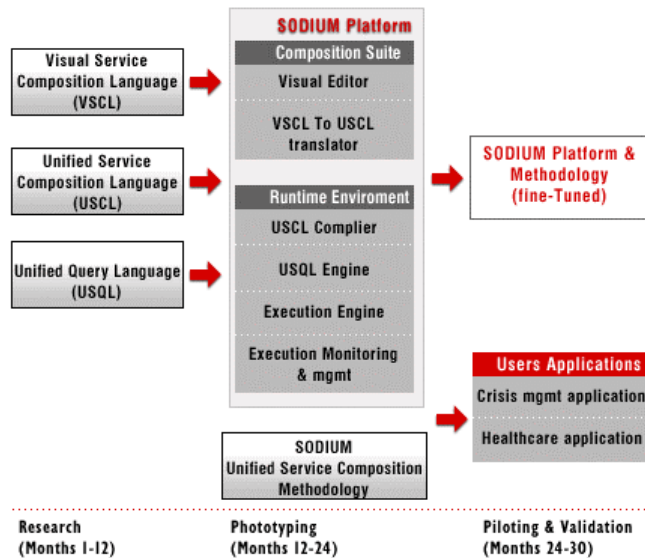 Visual Service
Composition Language
(VSCL)
Unified Service
Composition Language
(USCL)
Unified Query Language
(USQL)
SODIUM Platform
Composition Suite
Visual Editor
VSCL To USCL
translator
Runtime Enviroment
USCL Complier
USQL Engine
Execution Engine
Execution Monitoring
& mgmt
SODIUM
Unified Service Composition
Methodology
SODIUM Platform &
Methodology
(fine-Tuned)
Users Applications
Crisis mgmt application
Healthcare application
Research
(Months 1-12)
Phototyping
(Months 12-24)
Piloting & Validation
(Months 24-30)